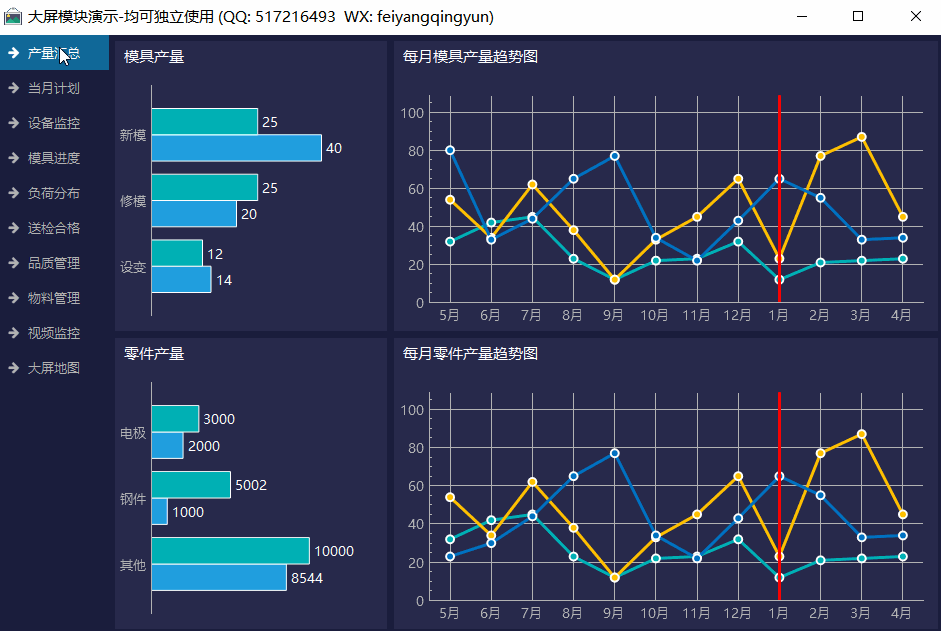 大屏模块演示-均可独立使用 (QQ: 517216493 WX: feiyangqingyun)
产量汇总
当月计划
设备监控
模具进度
负荷分布
送检合格
品质管理
物料管理
视频监控
大屏地图
模具产量
新模
25
40
修模
25
20
设变
12
14
每月模具产量趋势图
100
80
60
40
20
0
5月 6月 7月 8月 9月 10月 11月 12月 1月 2月 3月 4月
零件产量
电极
3000
2000
钢件
5002
1000
其他
10000
8544
每月零件产量趋势图
100
80
60
40
20
0
5月 6月 7月 8月 9月 10月 11月 12月 1月 2月 3月 4月